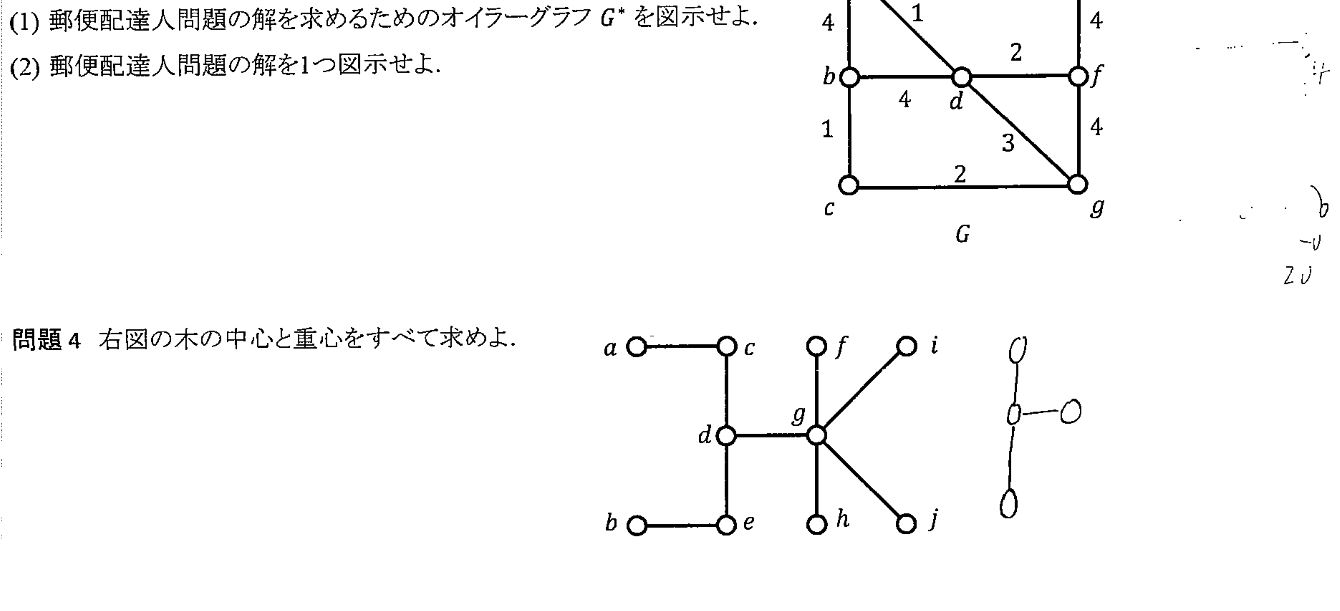 (1) 郵便配達人問題の解を求めるためのオイラーグラフ G* を図示せよ.
(2) 郵便配達人問題の解を1つ図示せよ.
4 1 4
2
b f
4 d
1 3 4
2
c g
G
問題 4 右図の木の中心と重心をすべて求めよ.
a c f i
g
d
b e h j